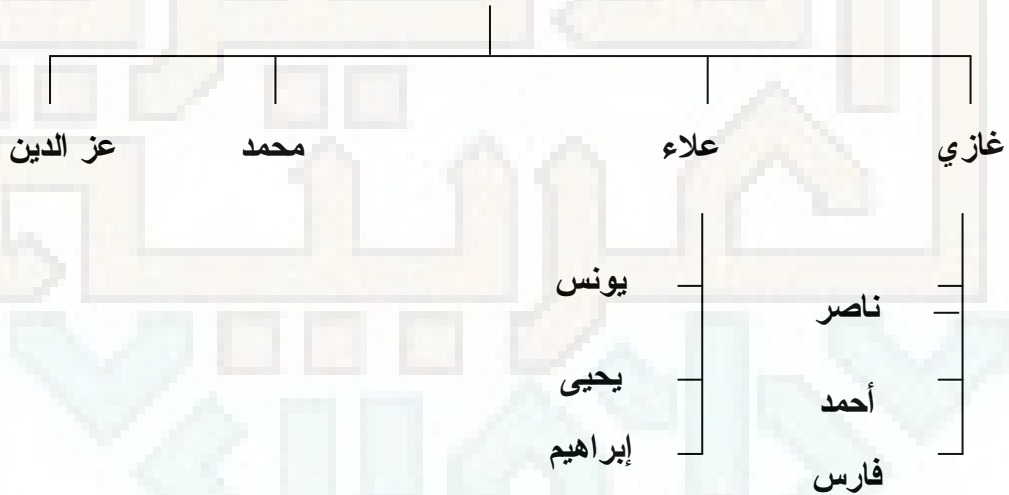 غازي علاء محمد عز الدين
يونس
ناصر
يحيى
أحمد
إبراهيم
فارس